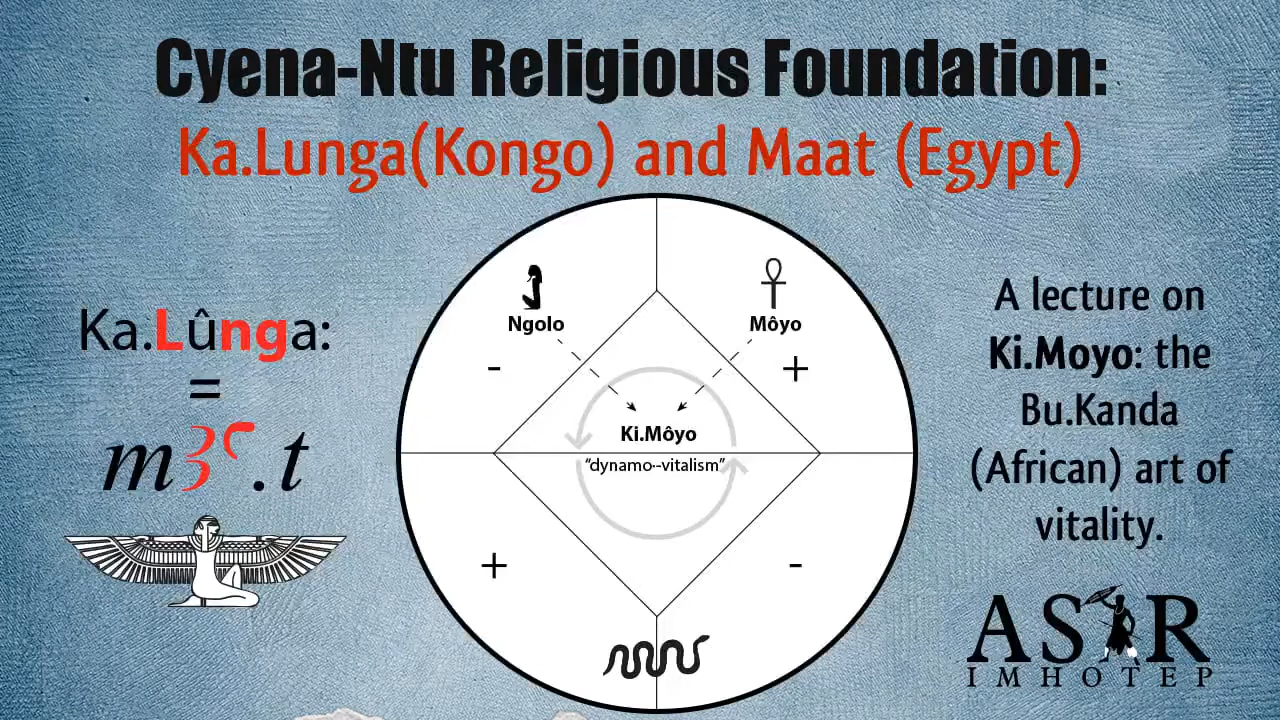 Cyena-Ntu Religious Foundation:
Ka.Lunga(Kongo) and Maat (Egypt)
Ka.Lûnga:
=
mꜣꜥ.t
Ngolo
Môyo
-
+
Ki.Môyo
"dynamo--vitalism"
+
-
A lecture on
Ki.Moyo: the
Bu.Kanda
(African) art of
vitality.
ASAR
IMHOTEP